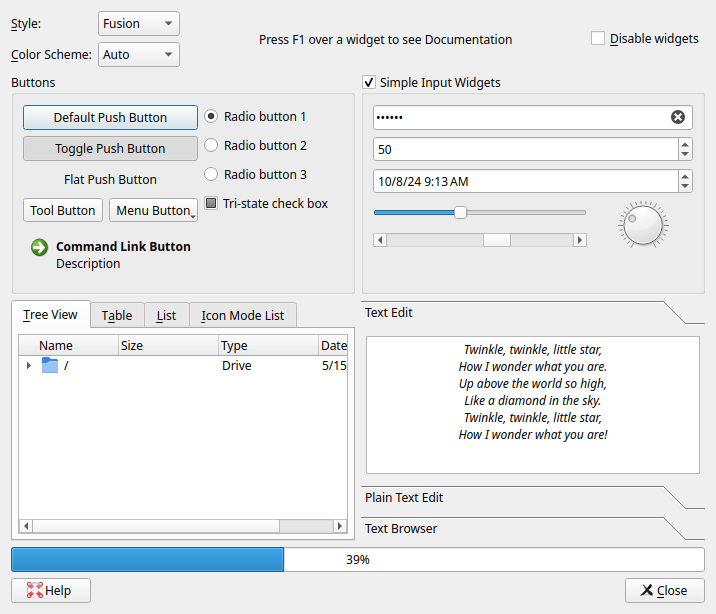 Style:
Fusion
Color Scheme:
Auto
Press F1 over a widget to see Documentation
Disable widgets
Buttons
Default Push Button
Toggle Push Button
Flat Push Button
Tool Button
Menu Button
Radio button 1
Radio button 2
Radio button 3
Tri-state check box
Command Link Button
Description
Simple Input Widgets
••••••
50
10/8/24 9:13 AM
Tree View
Table
List
Icon Mode List
Name Size Type Date
/ Drive 5/15
Text Edit
Twinkle, twinkle, little star,
How I wonder what you are.
Up above the world so high,
Like a diamond in the sky.
Twinkle, twinkle, little star,
How I wonder what you are!
Plain Text Edit
Text Browser
39%
Help
Close